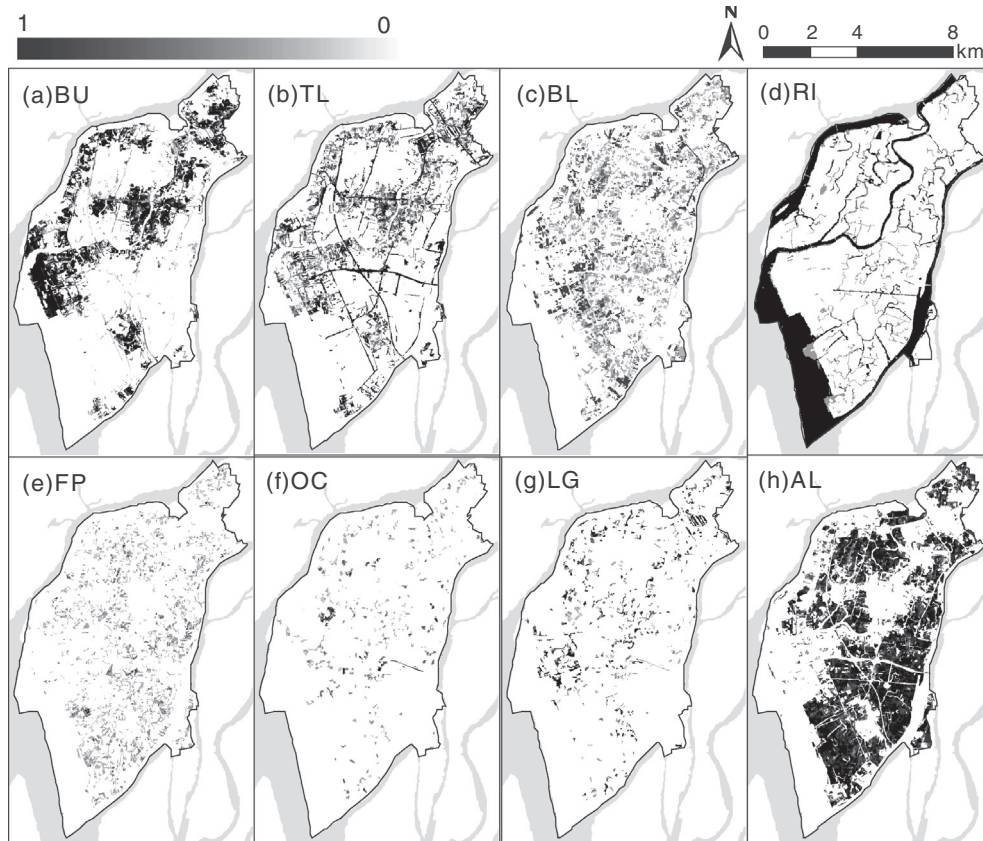 1 0
N
0 2 4 8
km
(a)BU
(b)TL
(c)BL
(d)RI
(e)FP
(f)OC
(g)LG
(h)AL